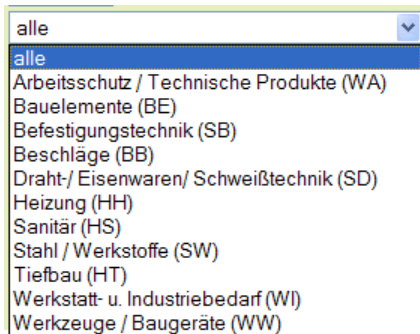 alle
alle
Arbeitsschutz / Technische Produkte (WA)
Bauelemente (BE)
Befestigungstechnik (SB)
Beschläge (BB)
Draht-/ Eisenwaren/ Schweißtechnik (SD)
Heizung (HH)
Sanitär (HS)
Stahl / Werkstoffe (SW)
Tiefbau (HT)
Werkstatt- u. Industriebedarf (WI)
Werkzeuge / Baugeräte (WW)